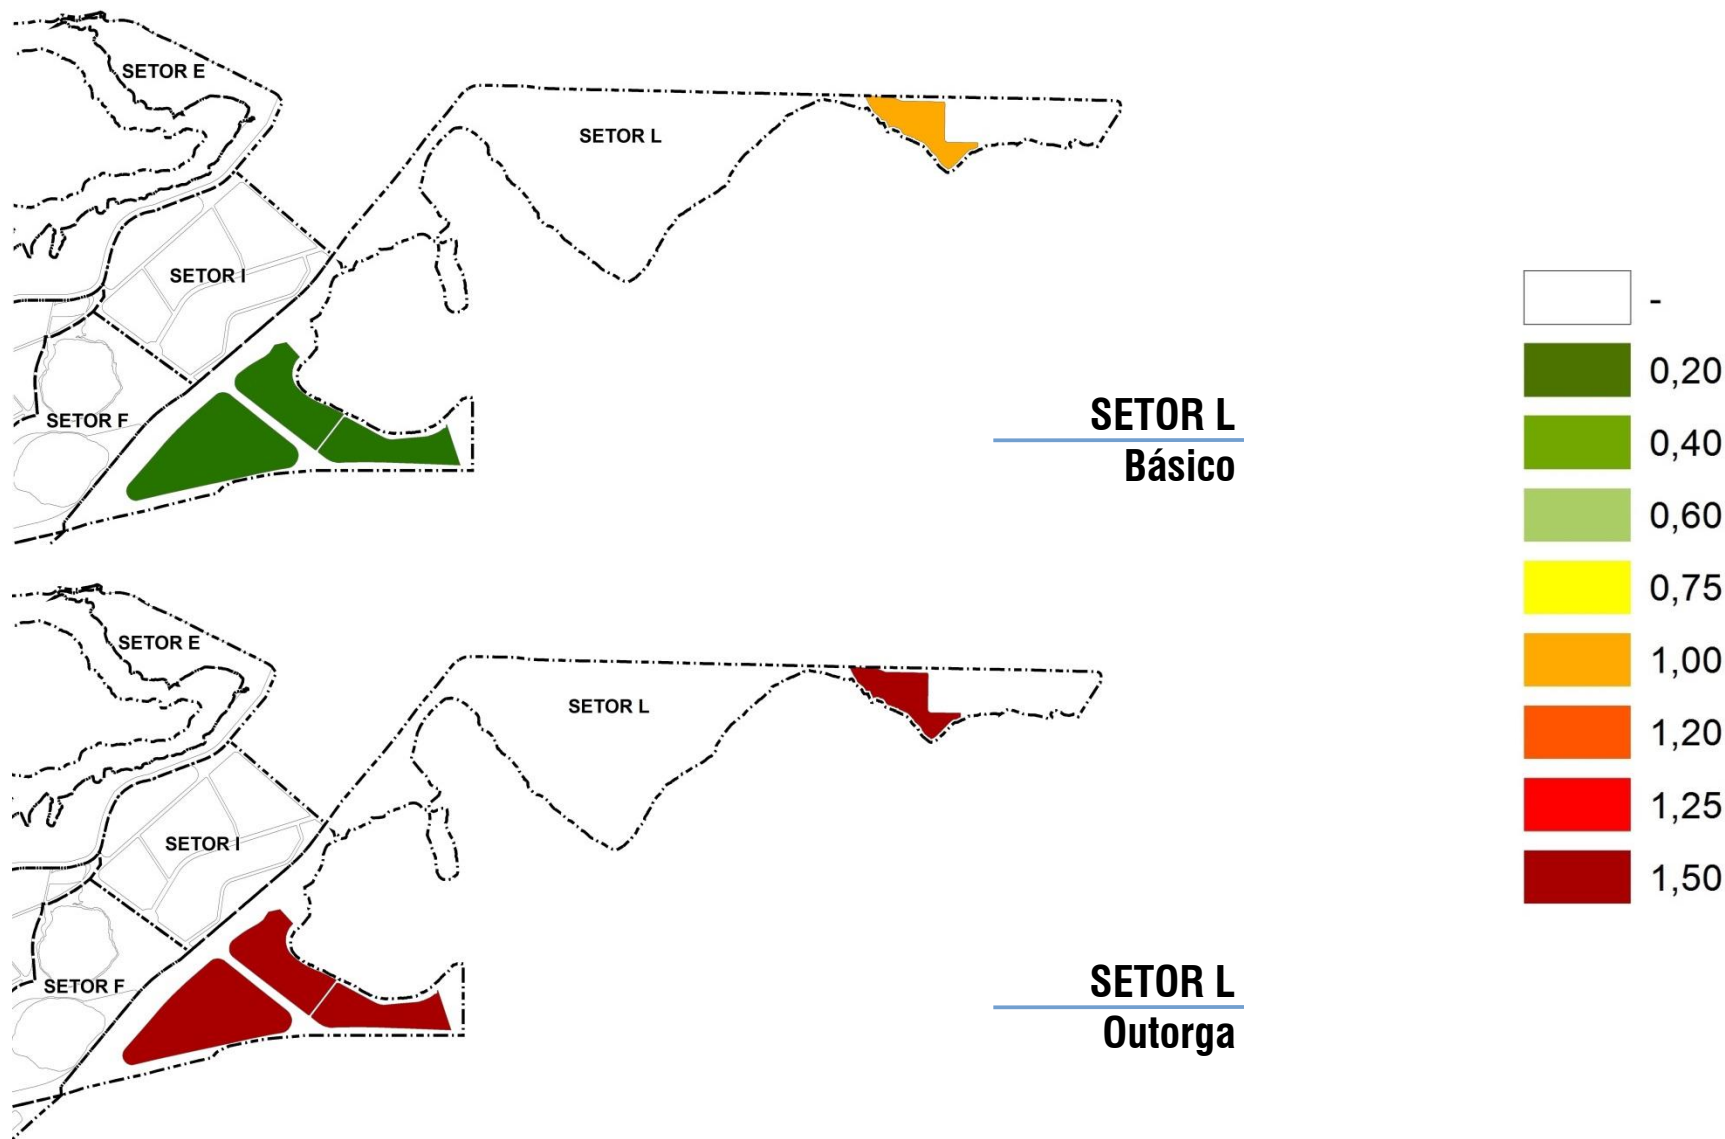 SETOR E
SETOR L
SETOR I
SETOR F
SETOR L
Básico
-
0,20
0,40
0,60
0,75
1,00
1,20
1,25
1,50
SETOR E
SETOR L
SETOR I
SETOR F
SETOR L
Outorga